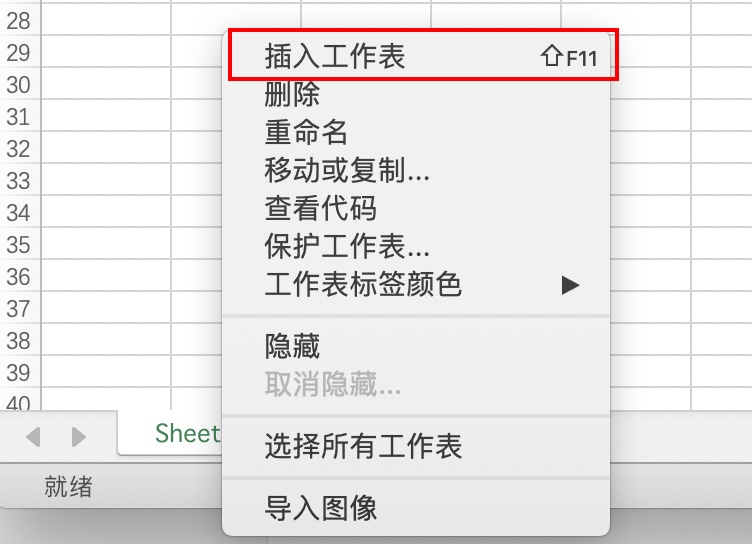 28
29
插入工作表 ⇧F11
30
删除
31
重命名
32
移动或复制...
33
查看代码
34
35
保护工作表...
36
工作表标签颜色 ▶
37
38
隐藏
39
取消隐藏...
40
Sheet
选择所有工作表
就绪
导入图像